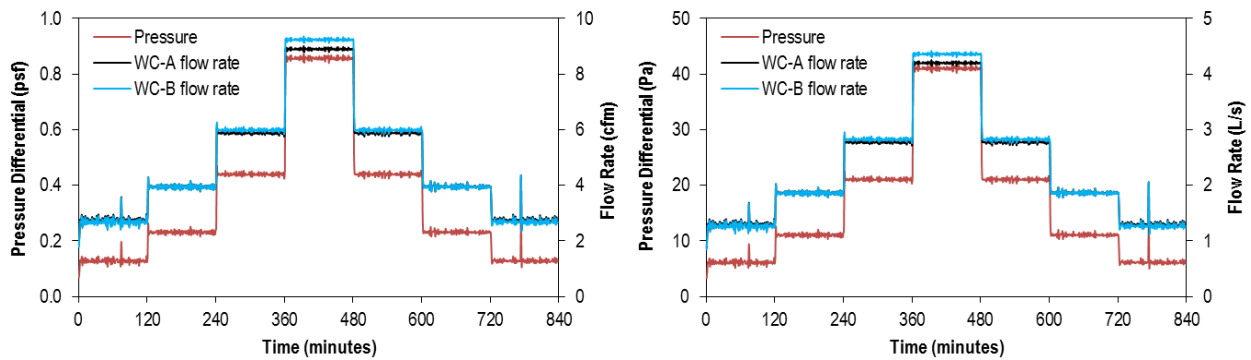 Pressure Differential (psf)
1.0
0.8
0.6
0.4
0.2
0.0
Pressure
WC-A flow rate
WC-B flow rate
10
8
6
4
2
0
Flow Rate (cfm)
0 120 240 360 480 600 720 840
Time (minutes)
Pressure Differential (Pa)
50
40
30
20
10
0
Pressure
WC-A flow rate
WC-B flow rate
5
4
3
2
1
0
Flow Rate (L/s)
0 120 240 360 480 600 720 840
Time (minutes)